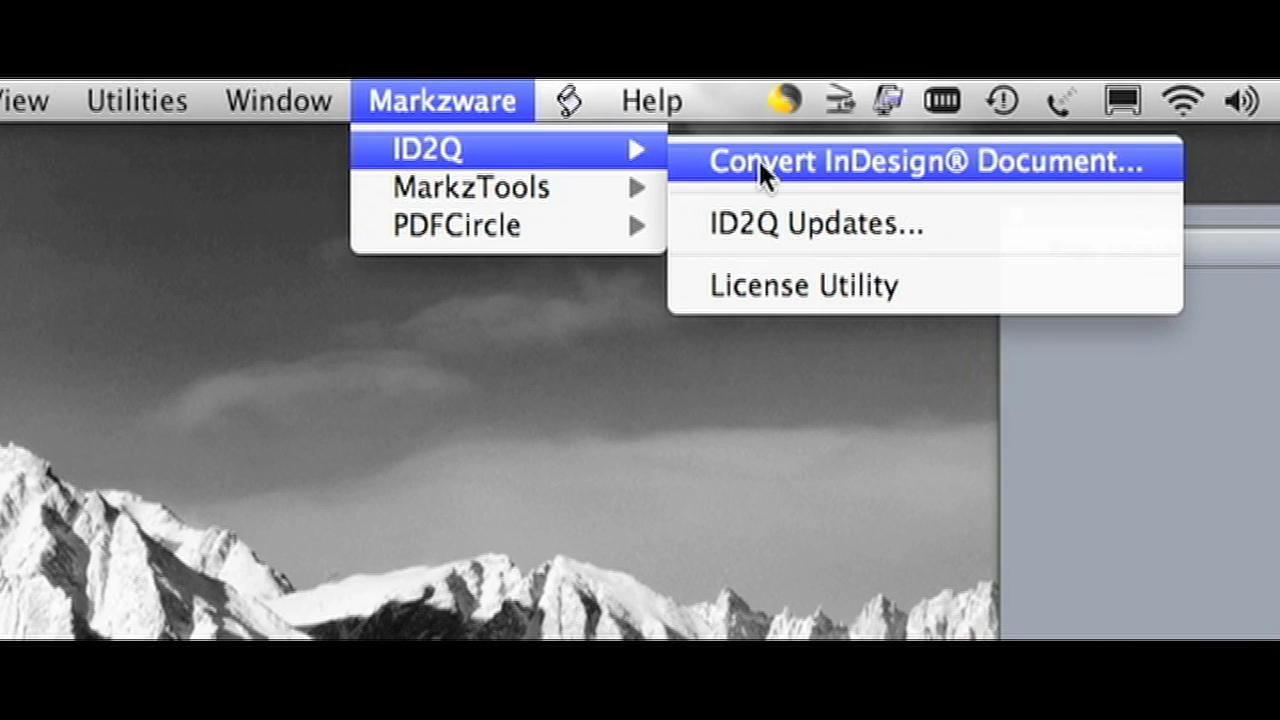 View Utilities Window Markzware Help
ID2Q
MarkzTools
PDFCircle
Convert InDesign® Document...
ID2Q Updates...
License Utility